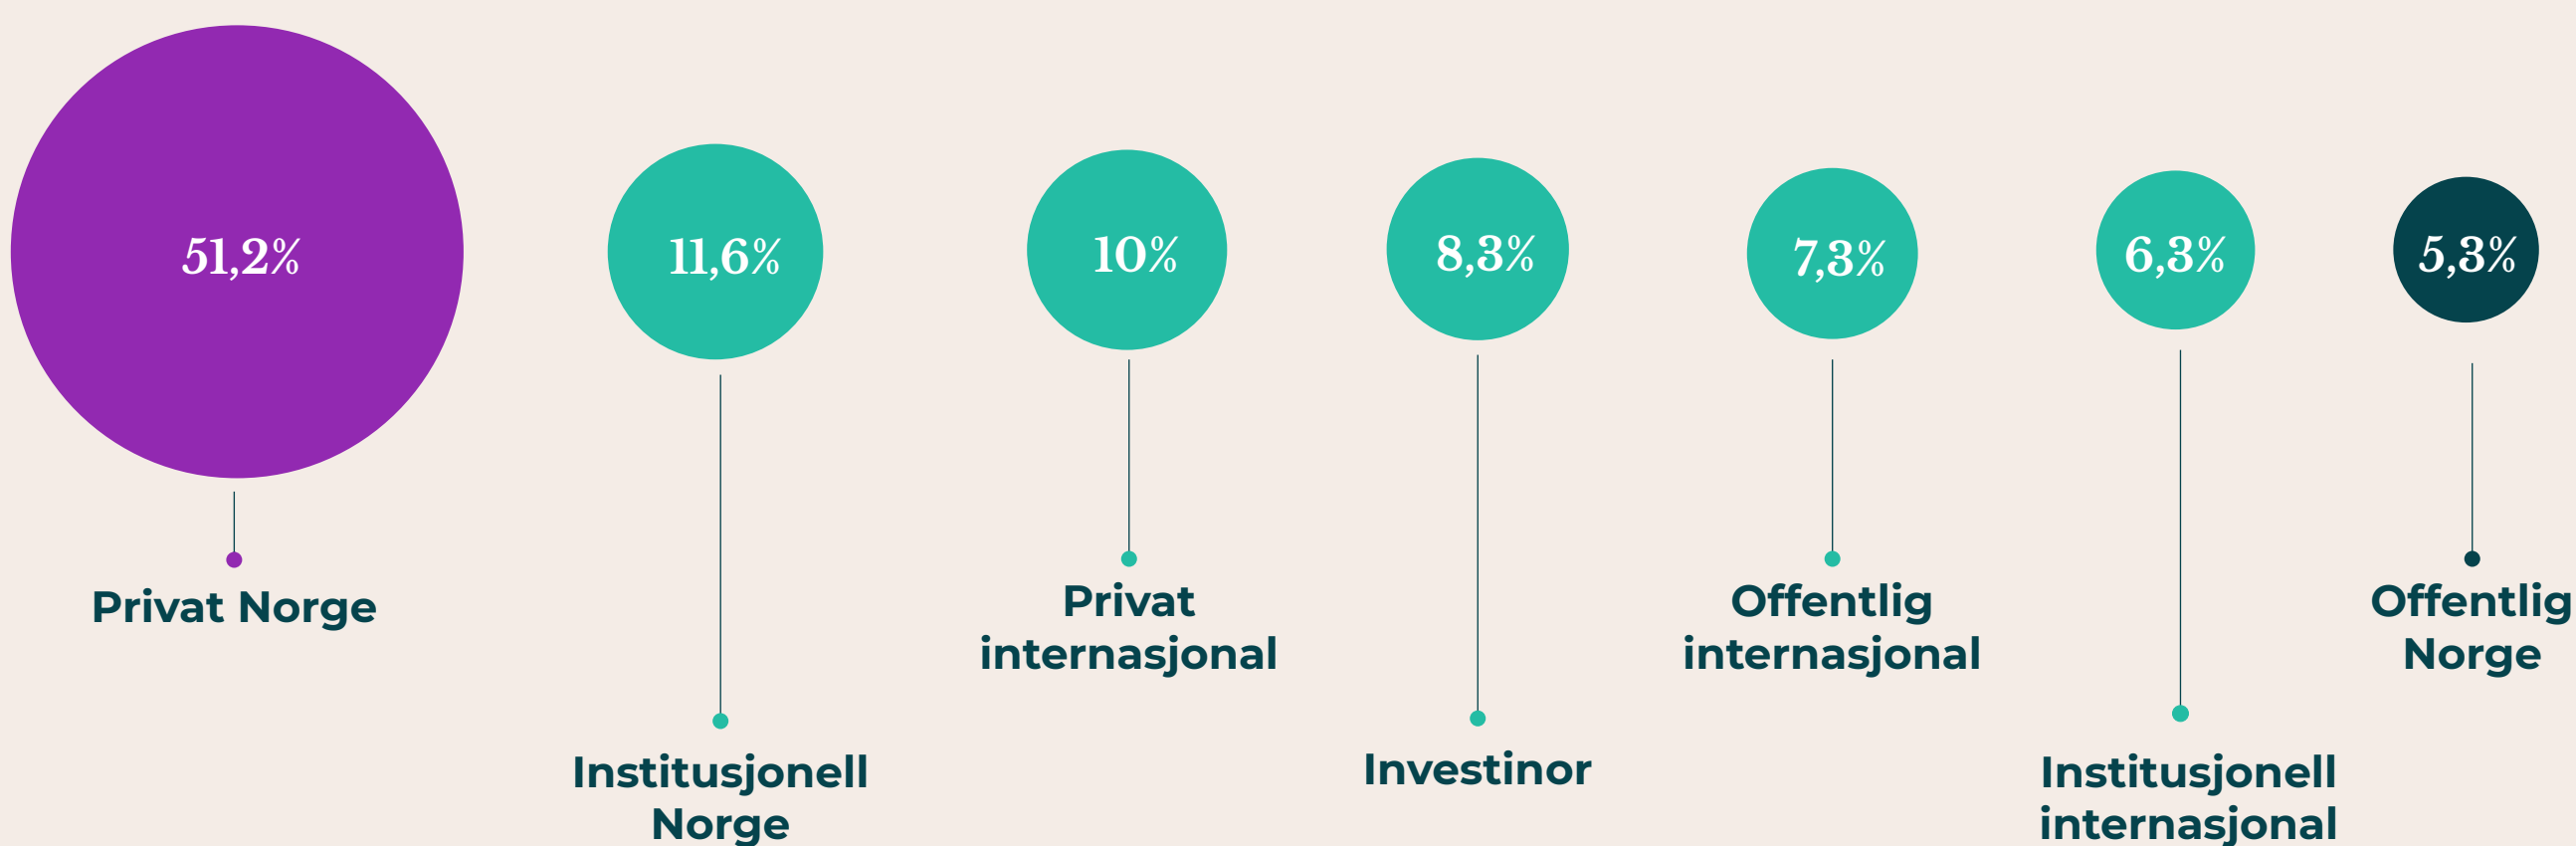 51,2%
11,6%
10%
8,3%
7,3%
6,3%
5,3%
Privat Norge
Institusjonell
Norge
Privat
internasjonal
Investinor
Offentlig
internasjonal
Institusjonell
internasjonal
Offentlig
Norge